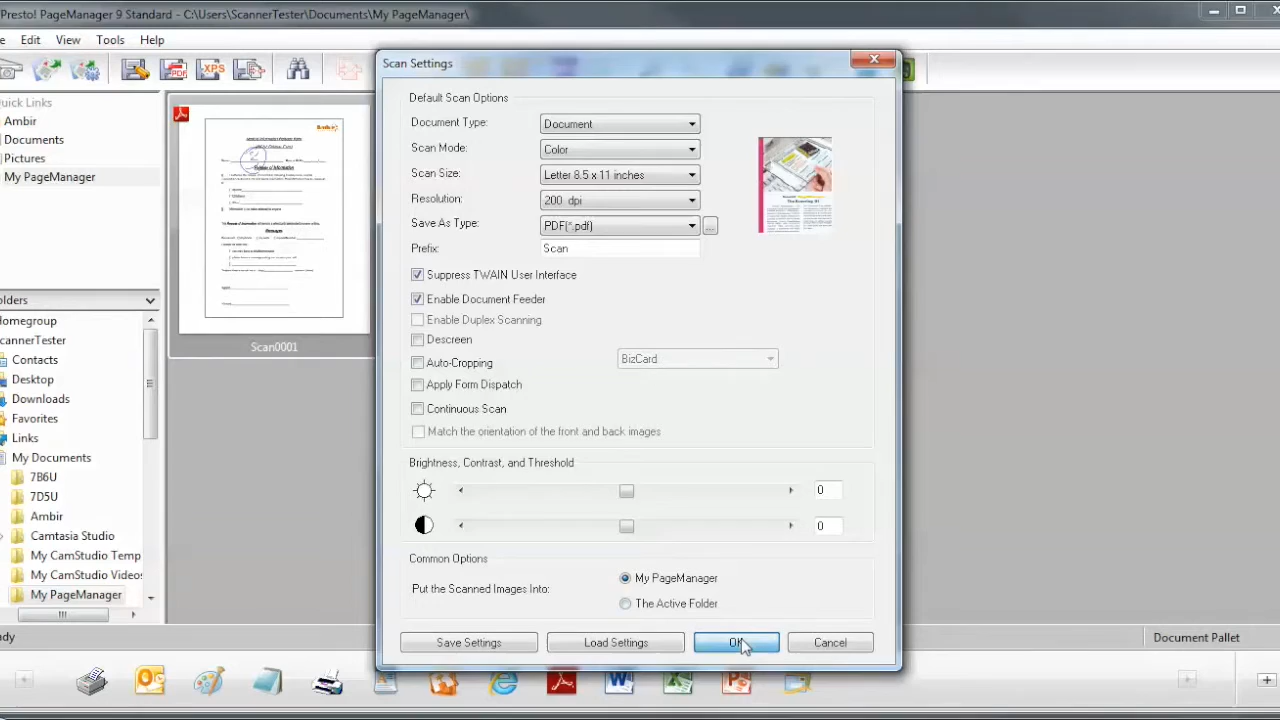 Presto! PageManager 9 Standard - C:\Users\ScannerTester\Documents\My PageManager\
Edit View Tools Help
PDF XPS
uick Links
Ambir
Documents
Pictures
My PageManager
olders
Homegroup
cannerTester
Contacts
Desktop
Downloads
Favorites
Links
My Documents
7B6U
7D5U
Ambir
Camtasia Studio
My CamStudio Temp
My CamStudio Videos
My PageManager
dy
Scan0001
Scan Settings
Default Scan Options
Document Type: Document
Scan Mode: Color
Scan Size: Letter 8.5 x 11 inches
Resolution: 200 dpi
Save As Type: PDF(*.pdf) ...
Prefix: Scan
Suppress TWAIN User Interface
Enable Document Feeder
Enable Duplex Scanning
Descreen
Auto-Cropping BizCard
Apply Form Dispatch
Continuous Scan
Match the orientation of the front and back images
Brightness, Contrast, and Threshold
0
0
Common Options
Put the Scanned Images Into: My PageManager
The Active Folder
Save Settings Load Settings OK Cancel
Document Pallet